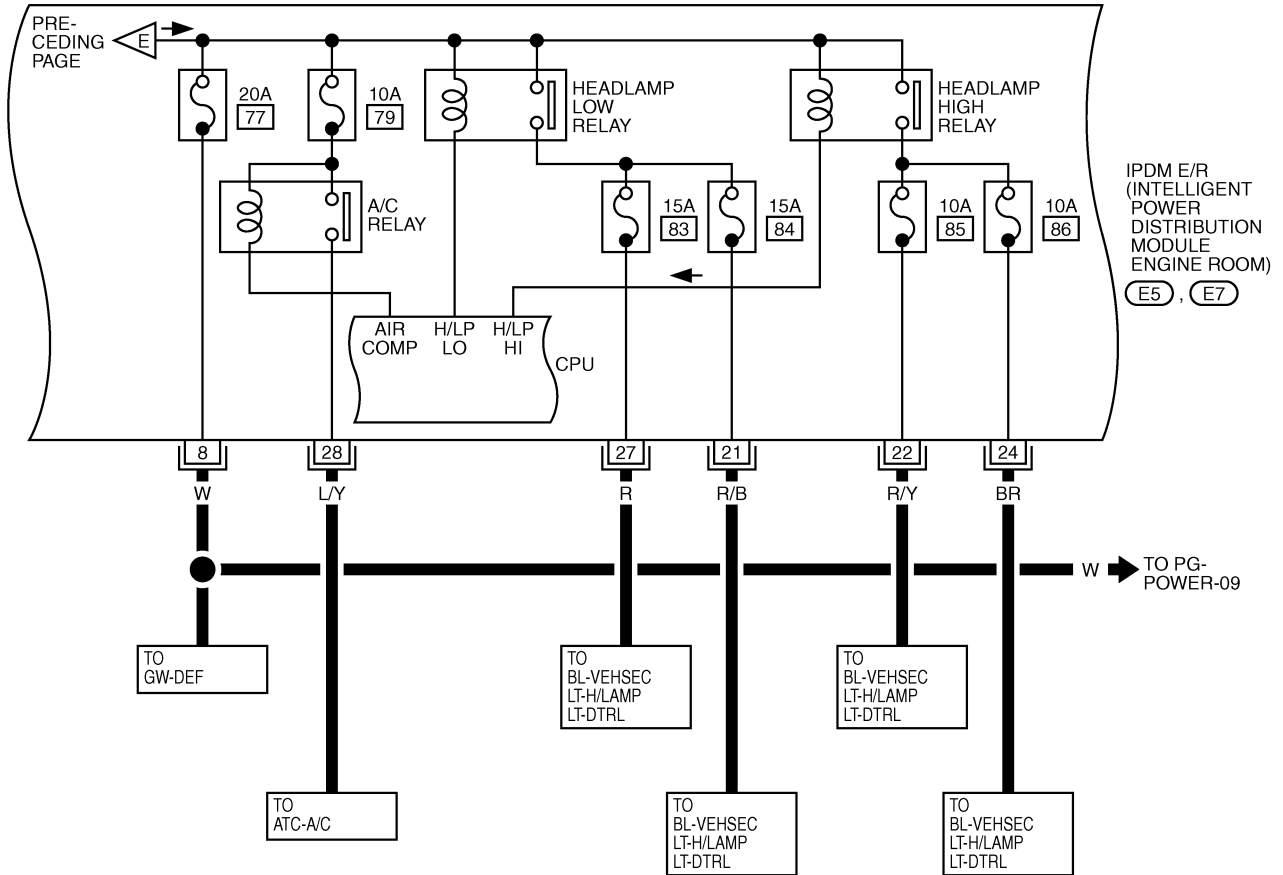 PRE-
CEDING
PAGE
E
20A
77
10A
79
HEADLAMP
LOW
RELAY
HEADLAMP
HIGH
RELAY
A/C
RELAY
15A
83
15A
84
10A
85
10A
86
IPDM E/R
(INTELLIGENT
POWER
DISTRIBUTION
MODULE
ENGINE ROOM)
E5 , E7
AIR
COMP
H/LP
LO
H/LP
HI
CPU
8
28
27
21
22
24
W
L/Y
R
R/B
R/Y
BR
W
TO PG-
POWER-09
TO
GW-DEF
TO
BL-VEHSEC
LT-H/LAMP
LT-DTRL
TO
BL-VEHSEC
LT-H/LAMP
LT-DTRL
TO
ATC-A/C
TO
BL-VEHSEC
LT-H/LAMP
LT-DTRL
TO
BL-VEHSEC
LT-H/LAMP
LT-DTRL